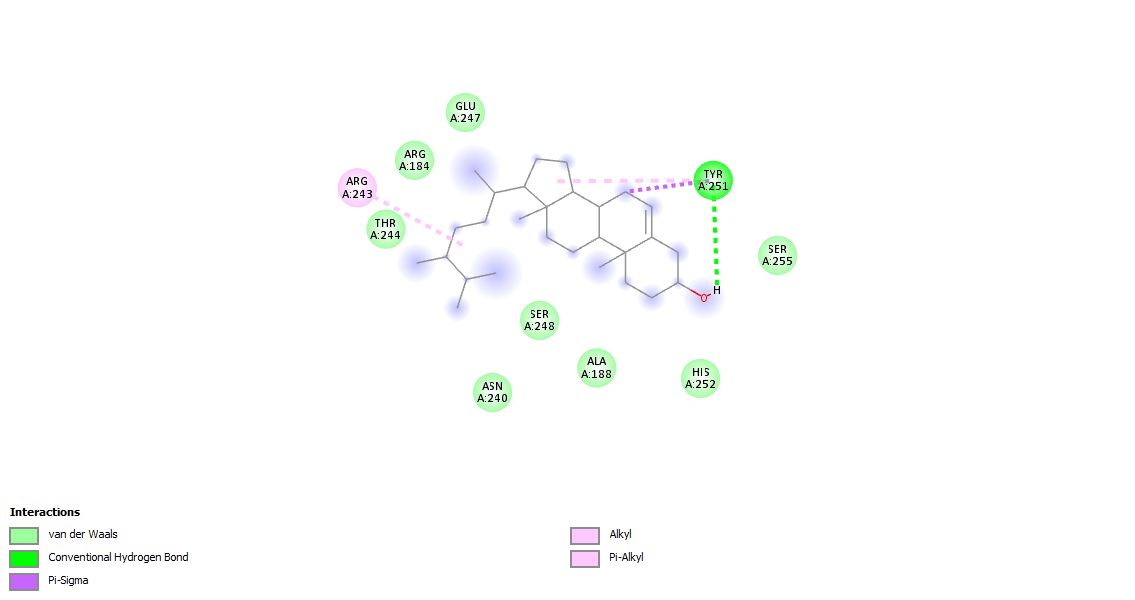 GLU
A:247
ARG
A:184
TYR
A:251
ARG
A:243
THR
A:244
SER
A:255
H
O
SER
A:248
ALA
A:188
HIS
A:252
ASN
A:240
Interactions
van der Waals
Conventional Hydrogen Bond
Pi-Sigma
Alkyl
Pi-Alkyl